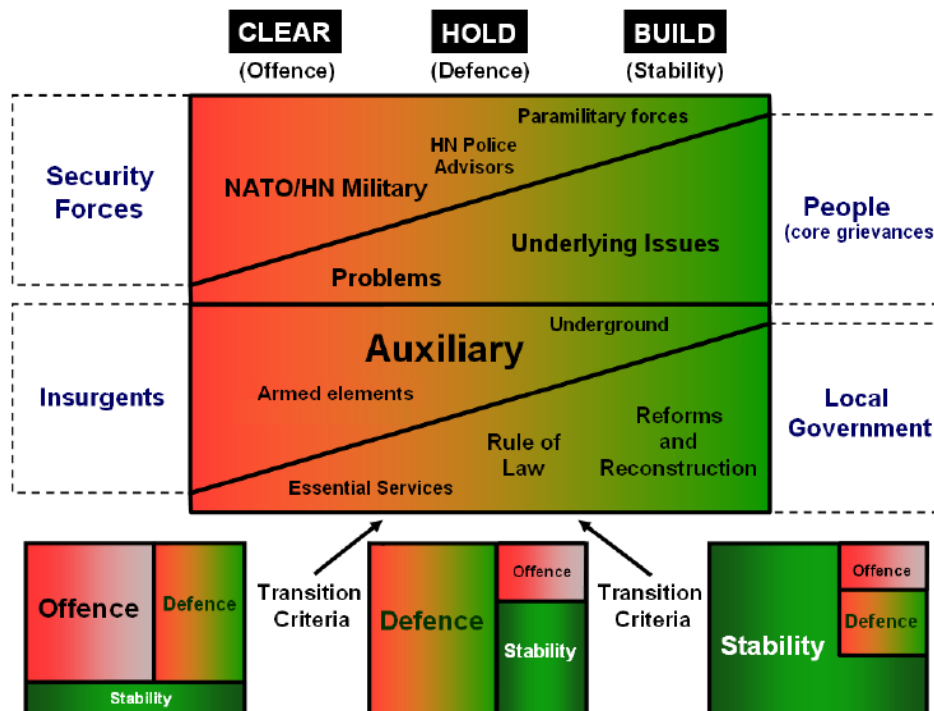 CLEAR
(Offence)
HOLD
(Defence)
BUILD
(Stability)
Security
Forces
Paramilitary forces
HN Police
Advisors
NATO/HN Military
Underlying Issues
Problems
People
(core grievances
Insurgents
Underground
Auxiliary
Armed elements
Rule of
Law
Reforms
and
Reconstruction
Essential Services
Local
Government
Offence
Defence
Stability
Transition
Criteria
Defence
Offence
Stability
Transition
Criteria
Stability
Offence
Defence